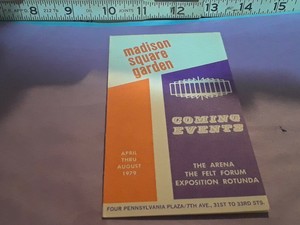 8 9 10 11 12 13 14 15
madison
square
garden
COMING
EVENTS
APRIL
THRU
AUGUST
THE ARENA
THE FELT FORUM
EXPOSITION ROTUNDA
FOUR PENNSYLVANIA PLAZA/7TH AVE., 31ST TO 33RD STS.